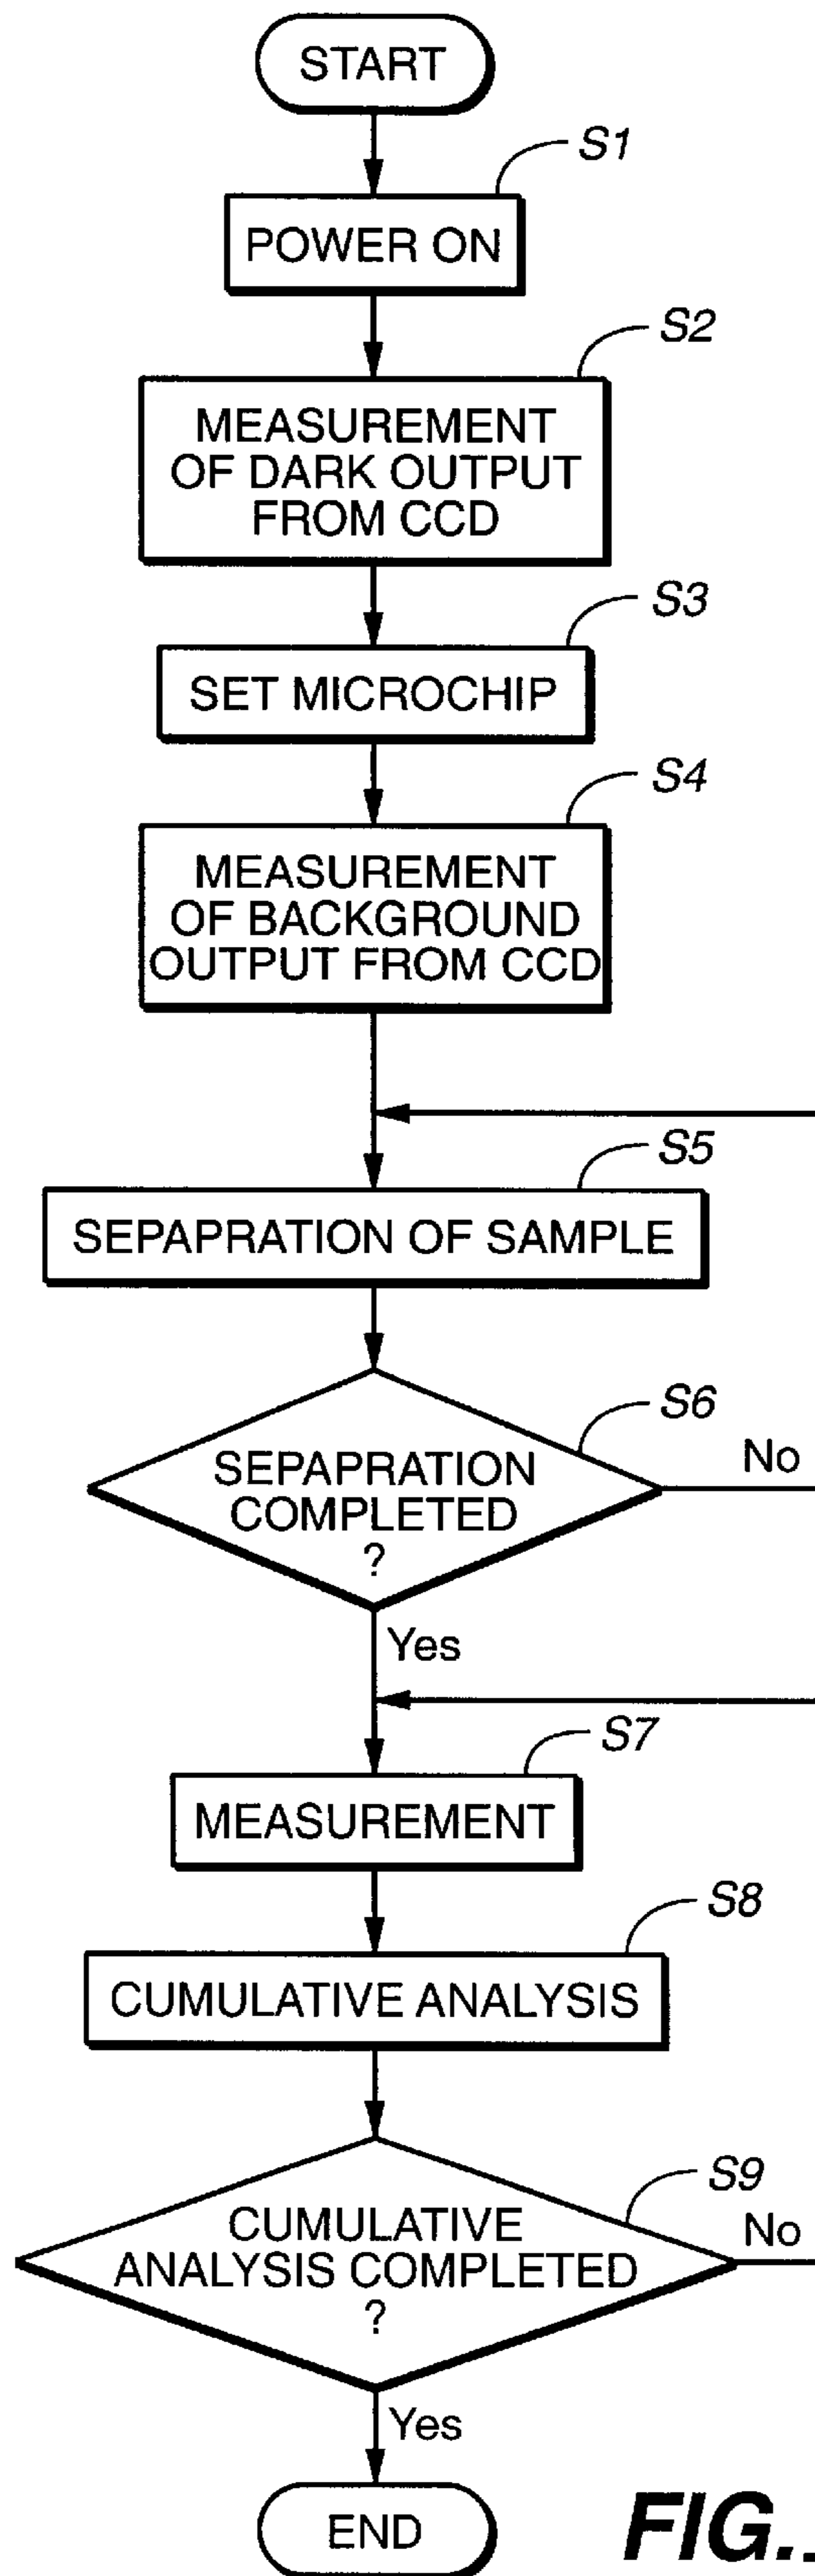 START
S1
POWER ON
S2
MEASUREMENT
OF DARK OUTPUT
FROM CCD
S3
SET MICROCHIP
S4
MEASUREMENT
OF BACKGROUND
OUTPUT FROM CCD
S5
SEPAPRATION OF SAMPLE
S6
SEPAPRATION
COMPLETED
?
No
Yes
S7
MEASUREMENT
S8
CUMULATIVE ANALYSIS
S9
CUMULATIVE
ANALYSIS COMPLETED
?
No
Yes
END
FIG.